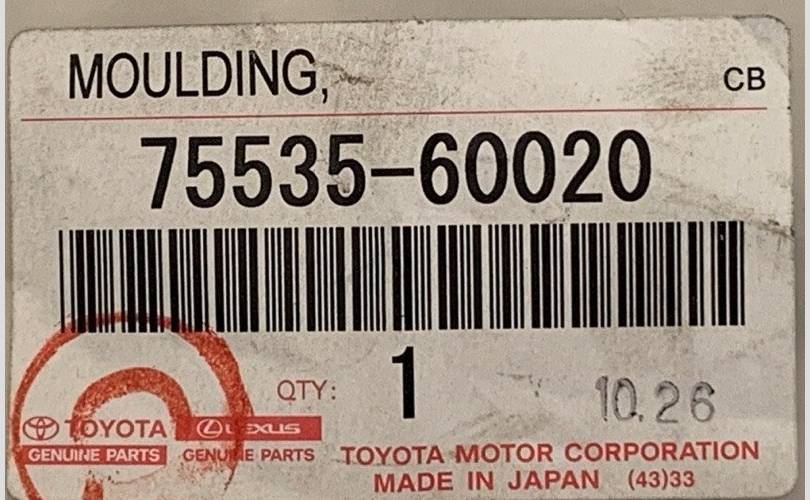 MOULDING,
CB
75535-60020
QTY: 1
10.26
TOYOTA LEXUS
GENUINE PARTS GENUINE PARTS
TOYOTA MOTOR CORPORATION
MADE IN JAPAN (43)33